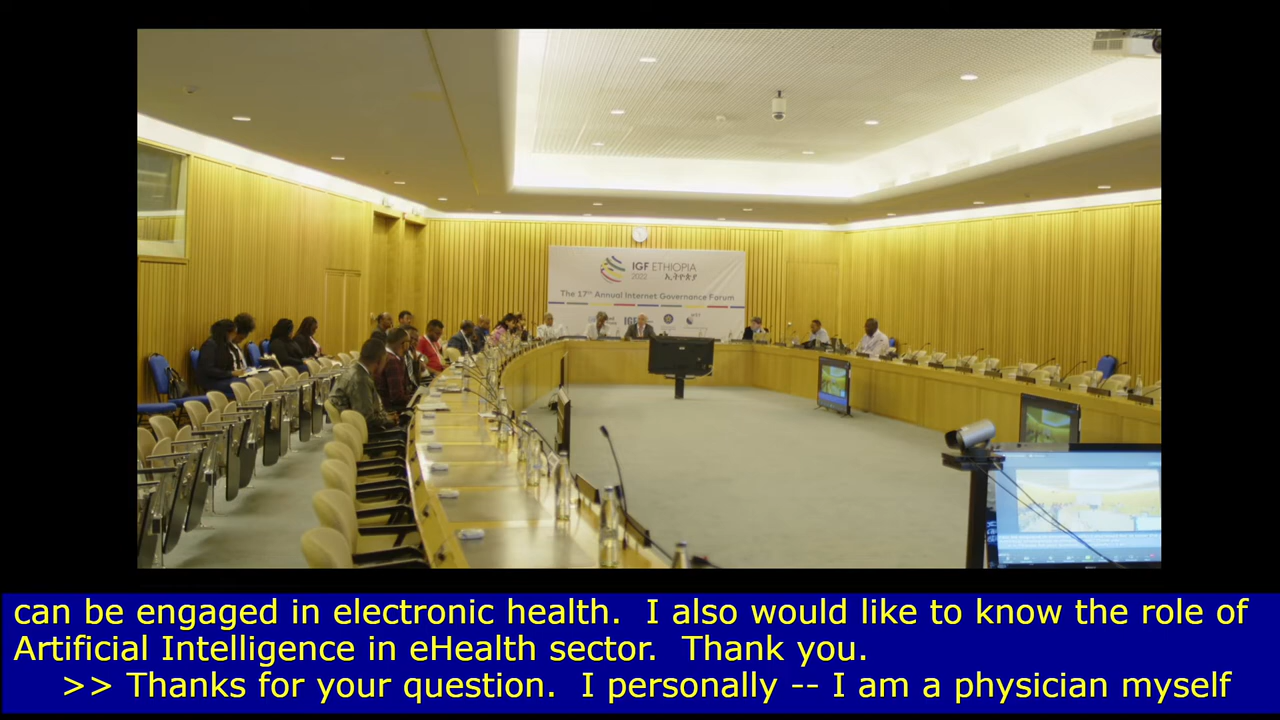 IGF ETHIOPIA
2022 ኢትዮጵያ
The 17th Annual Internet Governance Forum
IGF
can be engaged in electronic health.  I also would like to know the role of
Artificial Intelligence in eHealth sector.  Thank you.
>> Thanks for your question.  I personally -- I am a physician myself